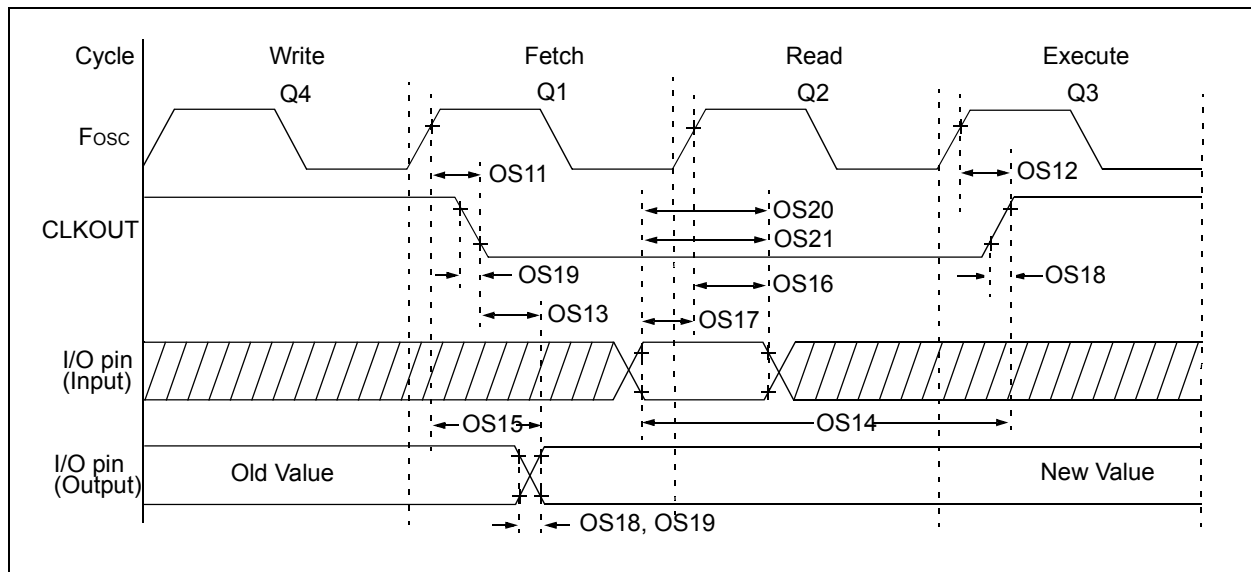 Cycle Write Fetch Read Execute
Q4 Q1 Q2 Q3
Fosc
OS11 OS12
OS20
CLKOUT
OS21
OS19 OS16 OS18
OS13 OS17
I/O pin
(Input)
OS15 OS14
I/O pin
(Output)
Old Value New Value
OS18, OS19